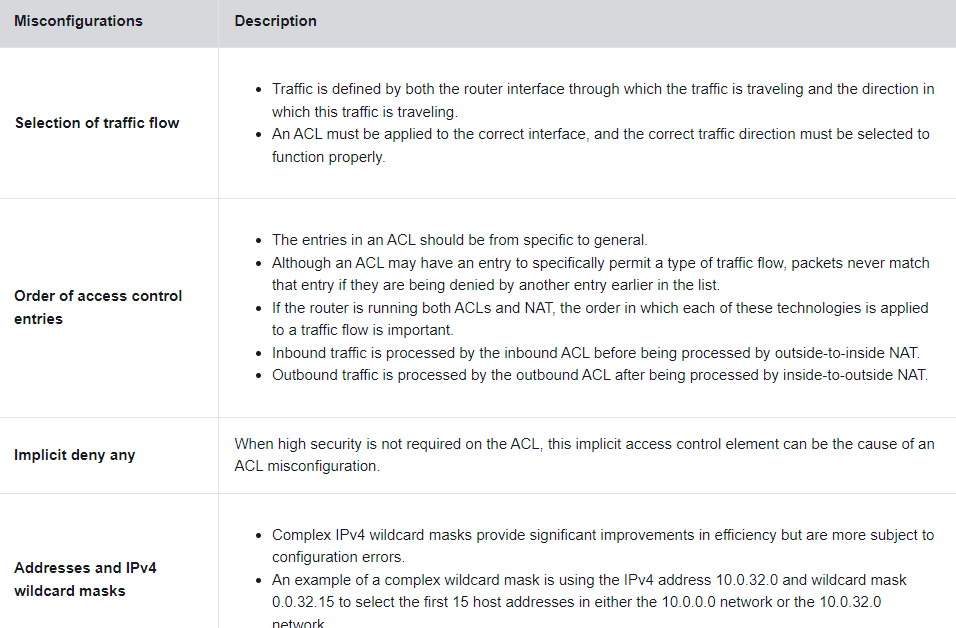 Misconfigurations Description
Selection of traffic flow
• Traffic is defined by both the router interface through which the traffic is traveling and the direction in
which this traffic is traveling.
• An ACL must be applied to the correct interface, and the correct traffic direction must be selected to
function properly.
Order of access control
entries
• The entries in an ACL should be from specific to general.
• Although an ACL may have an entry to specifically permit a type of traffic flow, packets never match
that entry if they are being denied by another entry earlier in the list.
• If the router is running both ACLs and NAT, the order in which each of these technologies is applied
to a traffic flow is important.
• Inbound traffic is processed by the inbound ACL before being processed by outside-to-inside NAT.
• Outbound traffic is processed by the outbound ACL after being processed by inside-to-outside NAT.
Implicit deny any
When high security is not required on the ACL, this implicit access control element can be the cause of an
ACL misconfiguration.
Addresses and IPv4
wildcard masks
• Complex IPv4 wildcard masks provide significant improvements in efficiency but are more subject to
configuration errors.
• An example of a complex wildcard mask is using the IPv4 address 10.0.32.0 and wildcard mask
0.0.32.15 to select the first 15 host addresses in either the 10.0.0.0 network or the 10.0.32.0
network